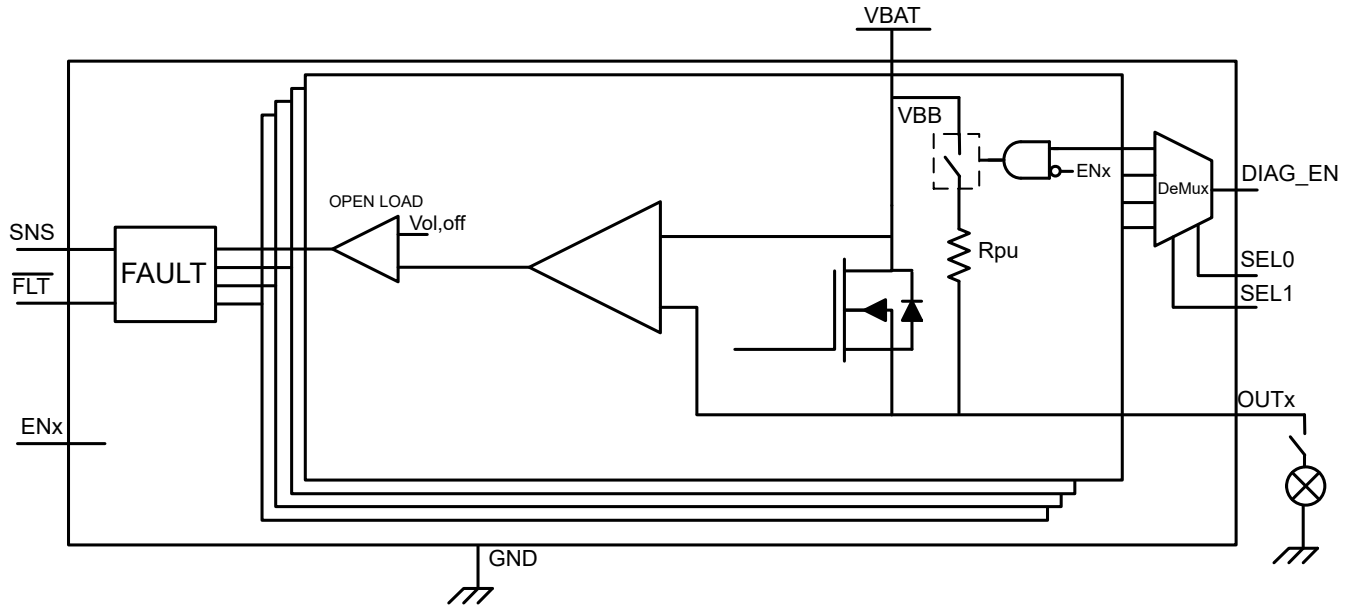 VBAT
VBB
ENx
DeMux
DIAG_EN
OPEN LOAD
Vol,off
SNS
FAULT
FLT
Rpu
SEL0
SEL1
OUTx
ENx
GND